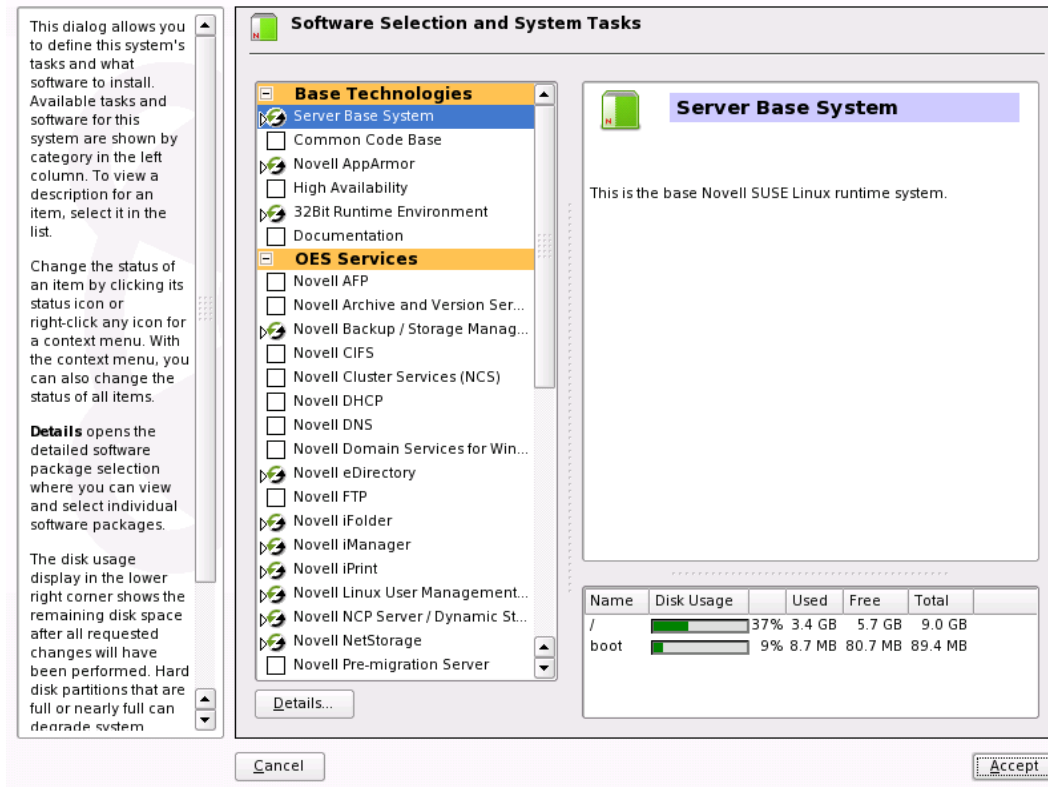 This dialog allows you
to define this system's
tasks and what
software to install.
Available tasks and
software for this
system are shown by
category in the left
column. To view a
description for an
item, select it in the
list.
Change the status of
an item by clicking its
status icon or
right-click any icon for
a context menu. With
the context menu, you
can also change the
status of all items.
Details opens the
detailed software
package selection
where you can view
and select individual
software packages.
The disk usage
display in the lower
right corner shows the
remaining disk space
after all requested
changes will have
been performed. Hard
disk partitions that are
full or nearly full can
degrade system
Software Selection and System Tasks
Base Technologies
Server Base System
Common Code Base
Novell AppArmor
High Availability
32Bit Runtime Environment
Documentation
OES Services
Novell AFP
Novell Archive and Version Ser...
Novell Backup / Storage Manag...
Novell CIFS
Novell Cluster Services (NCS)
Novell DHCP
Novell DNS
Novell Domain Services for Win...
Novell eDirectory
Novell FTP
Novell iFolder
Novell iManager
Novell iPrint
Novell Linux User Management...
Novell NCP Server / Dynamic St...
Novell NetStorage
Novell Pre-migration Server
Details...
Server Base System
This is the base Novell SUSE Linux runtime system.
Name Disk Usage Used Free Total
/ 37% 3.4 GB 5.7 GB 9.0 GB
boot 9% 8.7 MB 80.7 MB 89.4 MB
Cancel
Accept